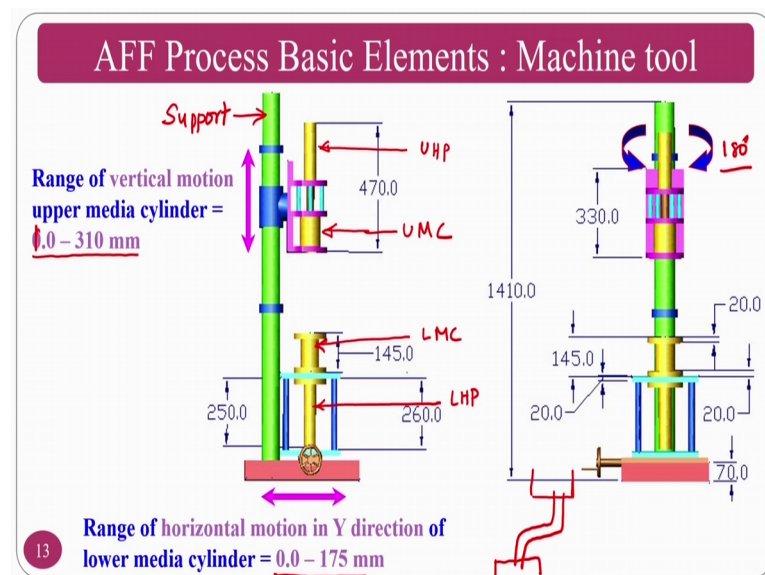 AFF Process Basic Elements : Machine tool
Support
UHP
180°
Range of vertical motion
upper media cylinder =
0.0 – 310 mm
470.0
330.0
UMC
1410.0
20.0
LMC
145.0
145.0
250.0
260.0
LHP
20.0
20.0
70.0
Range of horizontal motion in Y direction of
lower media cylinder = 0.0 – 175 mm
13